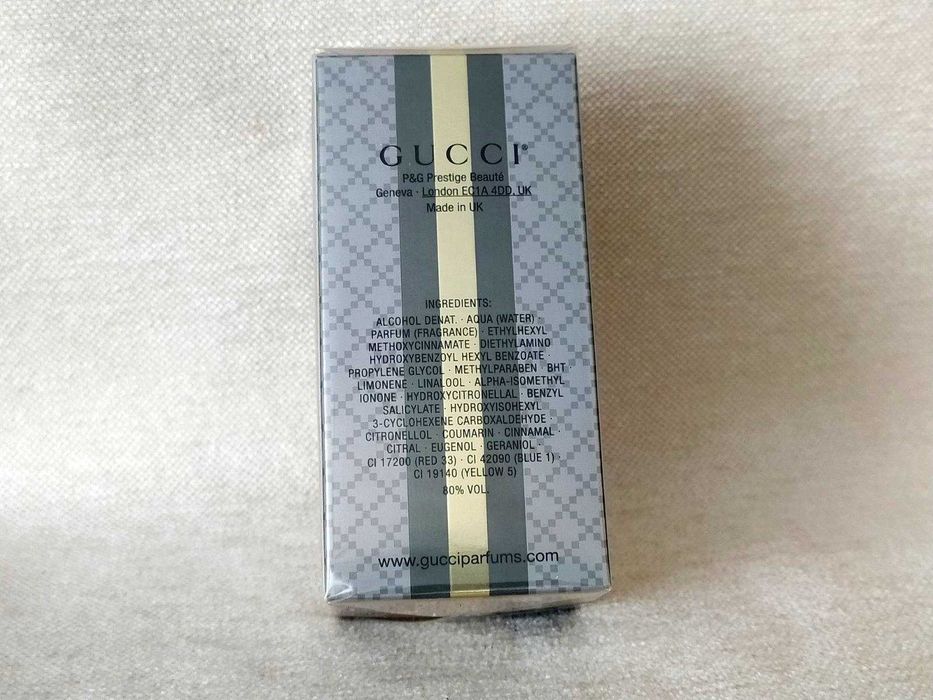 GUCCI®
P&G Prestige Beauté
Geneva · London EC1A 4DD, UK
Made in UK
INGREDIENTS:
ALCOHOL DENAT. · AQUA (WATER) ·
PARFUM (FRAGRANCE) · ETHYLHEXYL
METHOXYCINNAMATE · DIETHYLAMINO
HYDROXYBENZOYL HEXYL BENZOATE ·
PROPYLENE GLYCOL · METHYLPARABEN · BHT ·
LIMONENE · LINALOOL · ALPHA-ISOMETHYL
IONONE · HYDROXYCITRONELLAL · BENZYL
SALICYLATE · HYDROXYISOHEXYL
3-CYCLOHEXENE CARBOXALDEHYDE ·
CITRONELLOL · COUMARIN · CINNAMAL ·
CITRAL · EUGENOL · GERANIOL ·
CI 17200 (RED 33) · CI 42090 (BLUE 1) ·
CI 19140 (YELLOW 5)
80% VOL.
www.gucciparfums.com